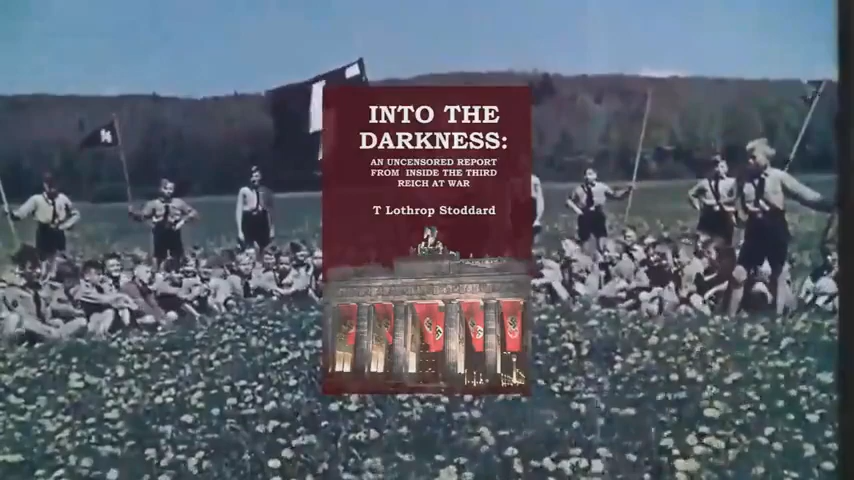 INTO THE
DARKNESS:
AN UNCENSORED REPORT
FROM INSIDE THE THIRD
REICH AT WAR
T Lothrop Stoddard